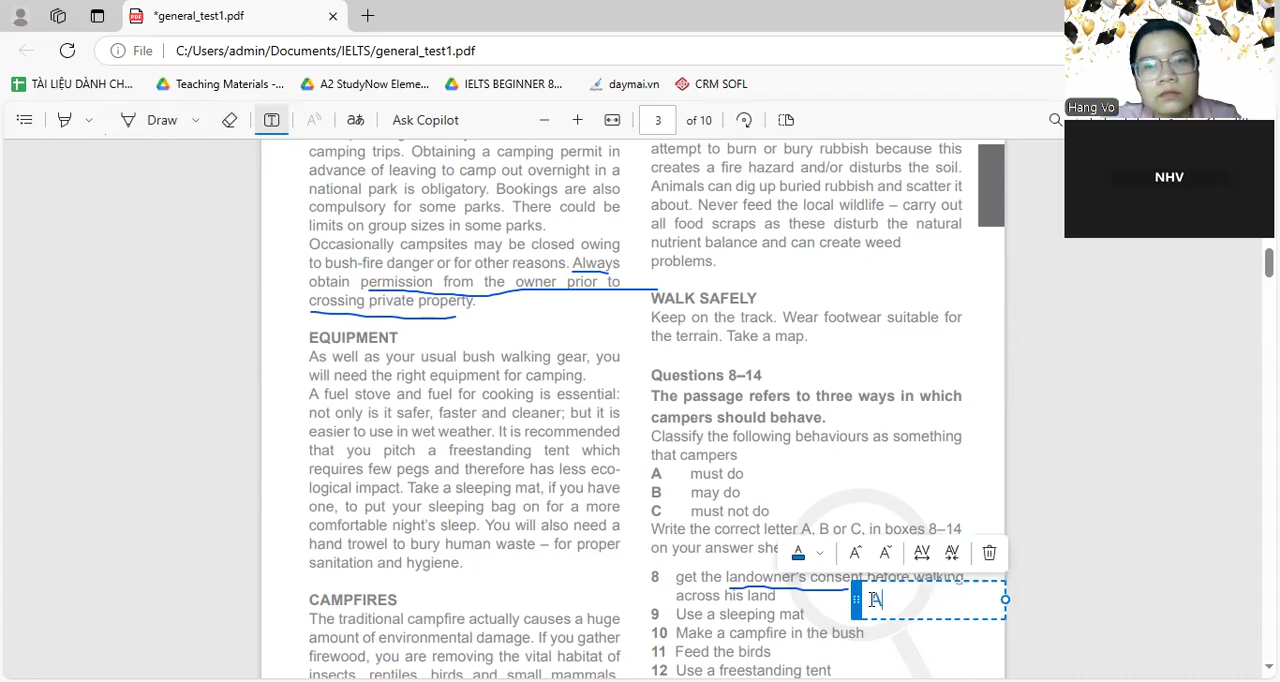 *general_test1.pdf
File
C:/Users/admin/Documents/IELTS/general_test1.pdf
TÀI LIỆU DÀNH CH...
Teaching Materials -...
A2 StudyNow Eleme...
IELTS BEGINNER 8...
daymai.vn
CRM SOFL
Draw
Ask Copilot
3 of 10
Hang Vo
NHV
camping trips. Obtaining a camping permit in
advance of leaving to camp out overnight in a
national park is obligatory. Bookings are also
compulsory for some parks. There could be
limits on group sizes in some parks.
Occasionally campsites may be closed owing
to bush-fire danger or for other reasons. Always
obtain permission from the owner prior to
crossing private property.
EQUIPMENT
As well as your usual bush walking gear, you
will need the right equipment for camping.
A fuel stove and fuel for cooking is essential:
not only is it safer, faster and cleaner; but it is
easier to use in wet weather. It is recommended
that you pitch a freestanding tent which
requires few pegs and therefore has less eco-
logical impact. Take a sleeping mat, if you have
one, to put your sleeping bag on for a more
comfortable night's sleep. You will also need a
hand trowel to bury human waste – for proper
sanitation and hygiene.
CAMPFIRES
The traditional campfire actually causes a huge
amount of environmental damage. If you gather
firewood, you are removing the vital habitat of
insects, reptiles, birds and small mammals.
attempt to burn or bury rubbish because this
creates a fire hazard and/or disturbs the soil.
Animals can dig up buried rubbish and scatter it
about. Never feed the local wildlife – carry out
all food scraps as these disturb the natural
nutrient balance and can create weed
problems.
WALK SAFELY
Keep on the track. Wear footwear suitable for
the terrain. Take a map.
Questions 8–14
The passage refers to three ways in which
campers should behave.
Classify the following behaviours as something
that campers
A must do
B may do
C must not do
Write the correct letter A, B or C, in boxes 8–14
on your answer she
8 get the landowner's consent before walking
across his land
A
9 Use a sleeping mat
10 Make a campfire in the bush
11 Feed the birds
12 Use a freestanding tent